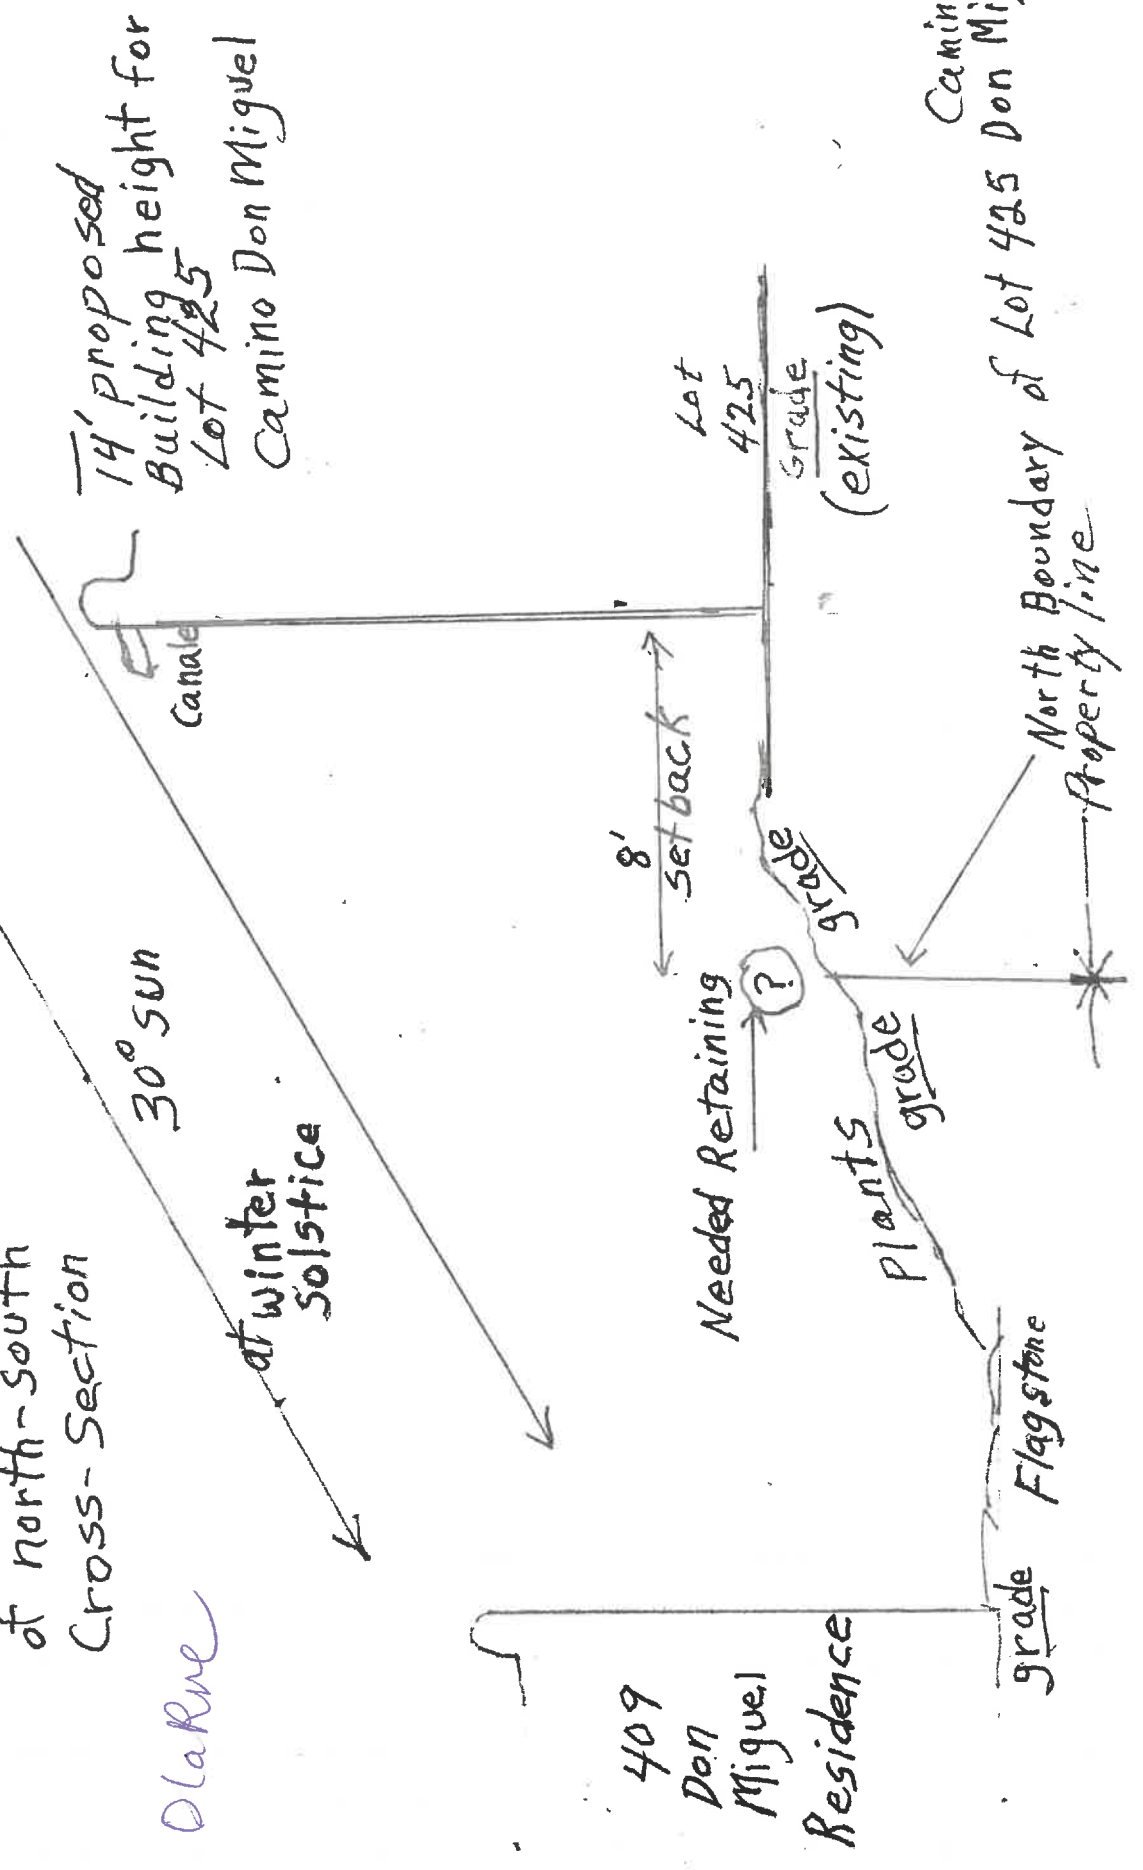 of north-south
Cross-Section
OLaRue
30° sun
at winter
solstice
14' proposed
Building height for
Lot 425
Camino Don Miguel
Canale
8'
setback
Lot
425
Grade
(existing)
Needed Retaining
?
grade
Plants
grade
North Boundary of Lot 425 Don
Property line
409
Don
Miguel
Residence
grade
Flagstone